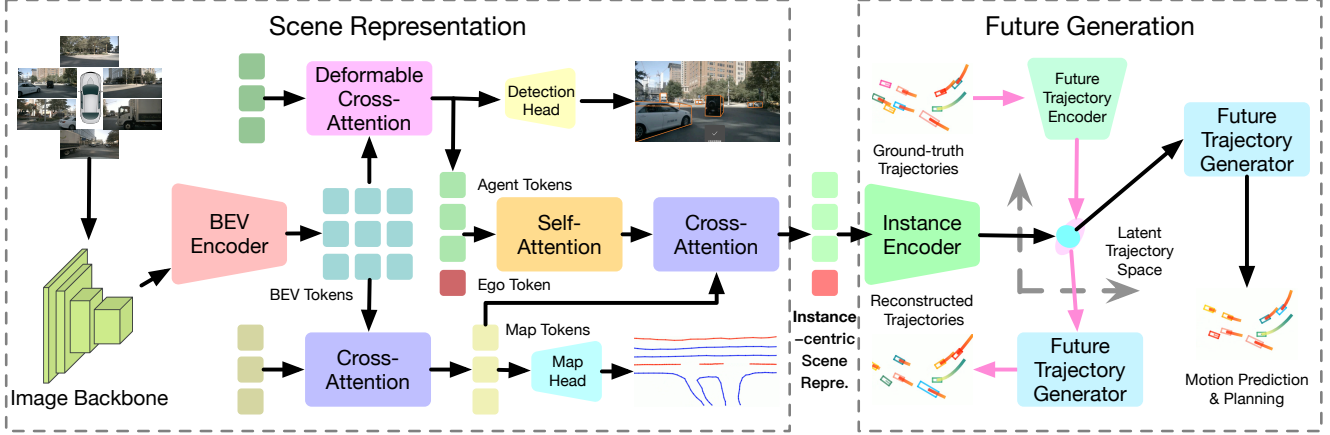 Scene Representation
Future Generation
Deformable
Cross-
Attention
Detection
Head
BEV
Encoder
BEV Tokens
Agent Tokens
Self-
Attention
Cross-
Attention
Ego Token
Map Tokens
Cross-
Attention
Map
Head
Image Backbone
Instance
-centric
Scene
Repre.
Ground-truth
Trajectories
Future
Trajectory
Encoder
Future
Trajectory
Generator
Instance
Encoder
Latent
Trajectory
Space
Reconstructed
Trajectories
Future
Trajectory
Generator
Motion Prediction
& Planning